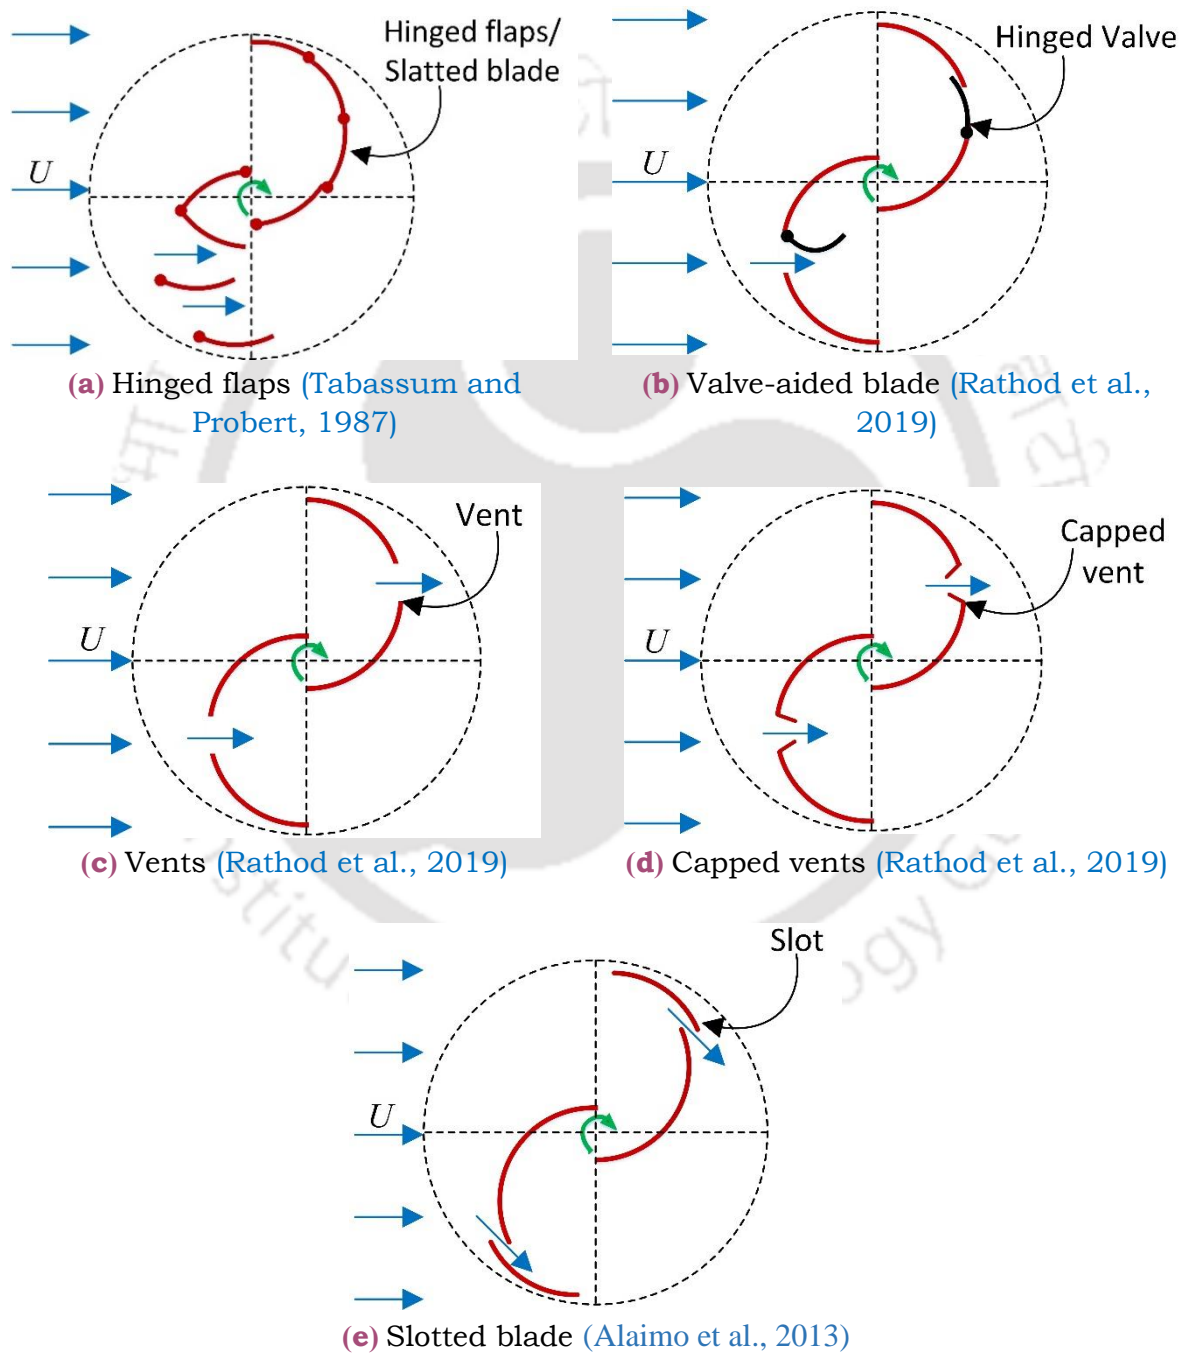 Hinged flaps/
Slatted blade
U
(a) Hinged flaps (Tabassum and
Probert, 1987)
Hinged Valve
U
(b) Valve-aided blade (Rathod et al.,
2019)
Vent
U
(c) Vents (Rathod et al., 2019)
Capped
vent
U
(d) Capped vents (Rathod et al., 2019)
Slot
U
(e) Slotted blade (Alaimo et al., 2013)